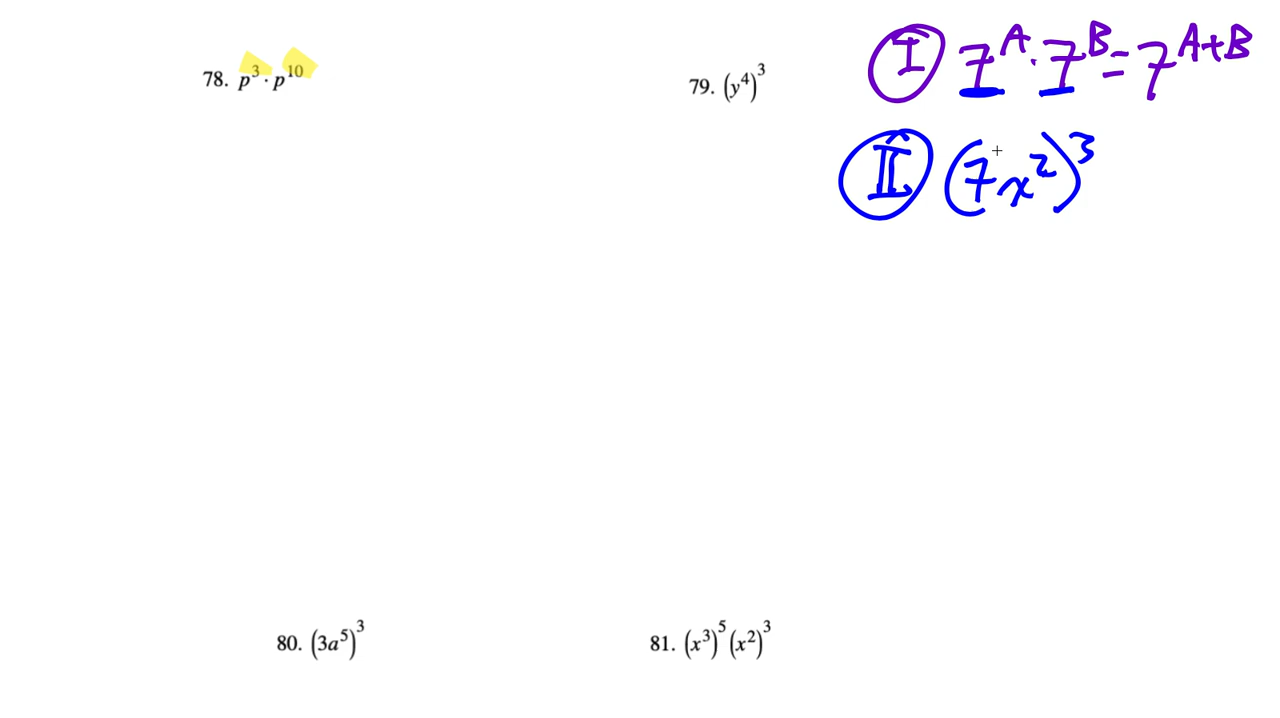 78. p³ · p¹⁰
79. (y⁴)³
I 7^A · 7^B = 7^{A+B}
II (7x²)³
80. (3a⁵)³
81. (x³)⁵(x²)³